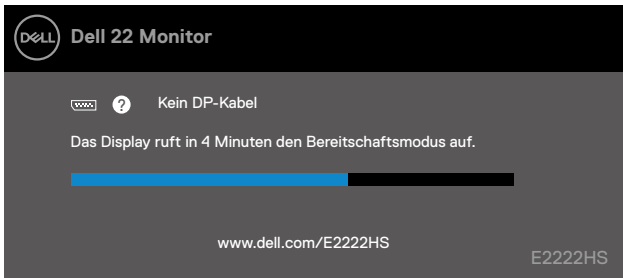 DELL Dell 22 Monitor
? Kein DP-Kabel
Das Display ruft in 4 Minuten den Bereitschaftsmodus auf.
www.dell.com/E2222HS
E2222HS